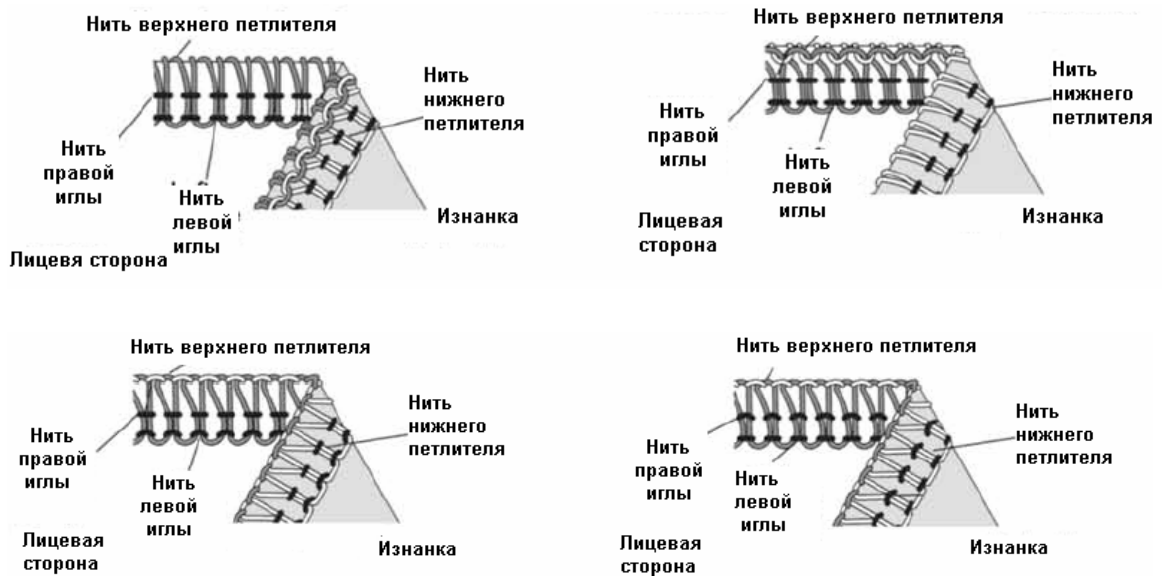 Нить верхнего петлителя
Нить
нижнего
петлителя
Нить
правой
иглы
Нить
левой
иглы
Изнанка
Лицевя сторона
Нить верхнего петлителя
Нить
нижнего
петлителя
Нить
правой
иглы
Нить
левой
иглы
Изнанка
Лицевая
сторона
Нить верхнего петлителя
Нить
нижнего
петлителя
Нить
правой
иглы
Нить
левой
иглы
Изнанка
Лицевая
сторона
Нить верхнего петлителя
Нить
нижнего
петлителя
Нить
правой
иглы
Нить
левой
иглы
Изнанка
Лицевая
сторона